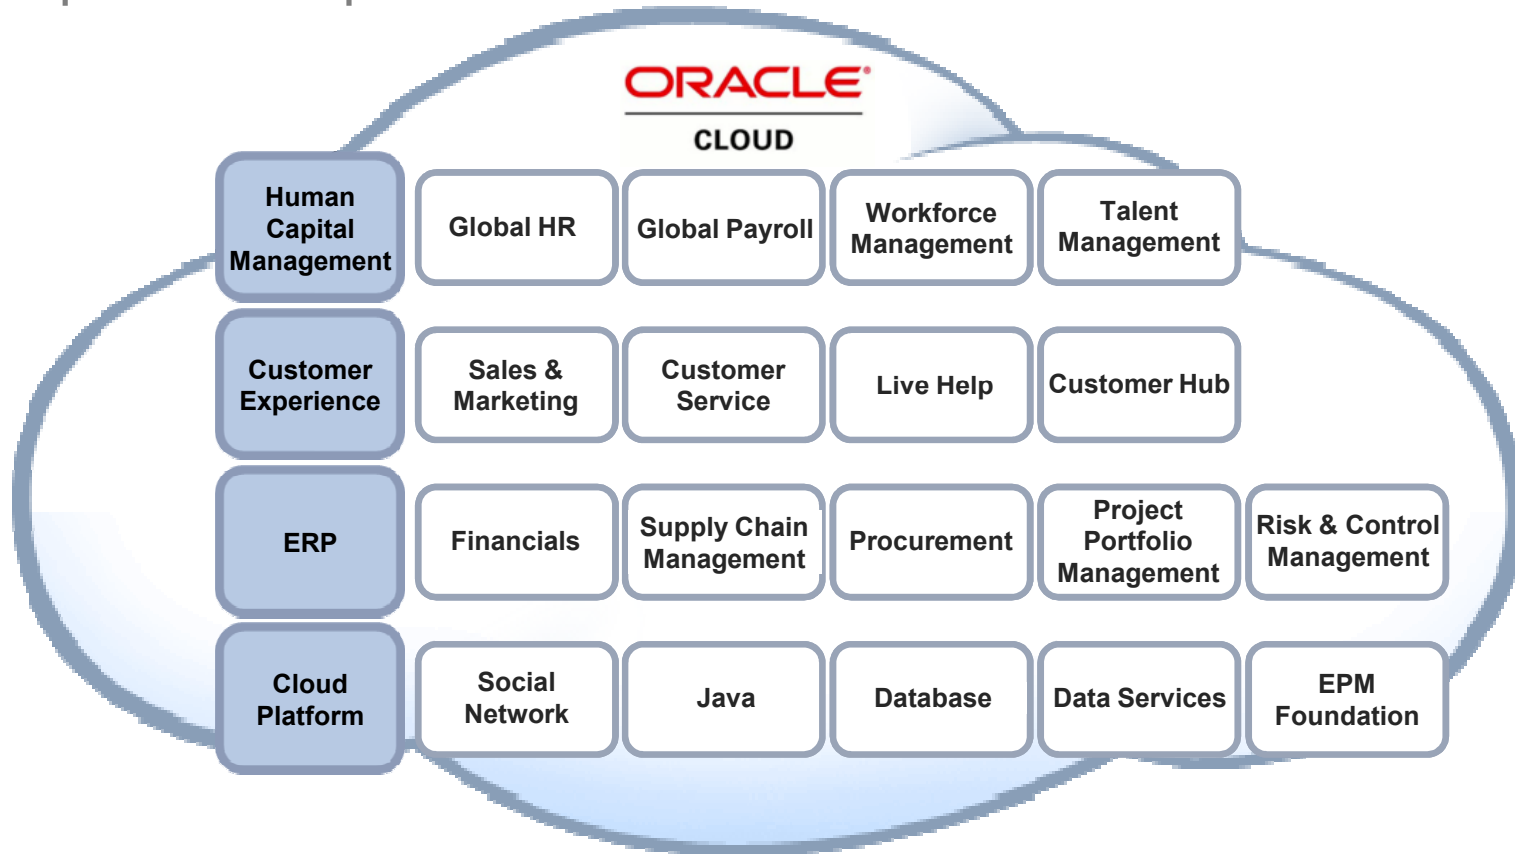 ORACLE
CLOUD
Human
Capital
Management
Global HR
Global Payroll
Workforce
Management
Talent
Management
Customer
Experience
Sales &
Marketing
Customer
Service
Live Help
Customer Hub
ERP
Financials
Supply Chain
Management
Procurement
Project
Portfolio
Management
Risk & Control
Management
Cloud
Platform
Social
Network
Java
Database
Data Services
EPM
Foundation